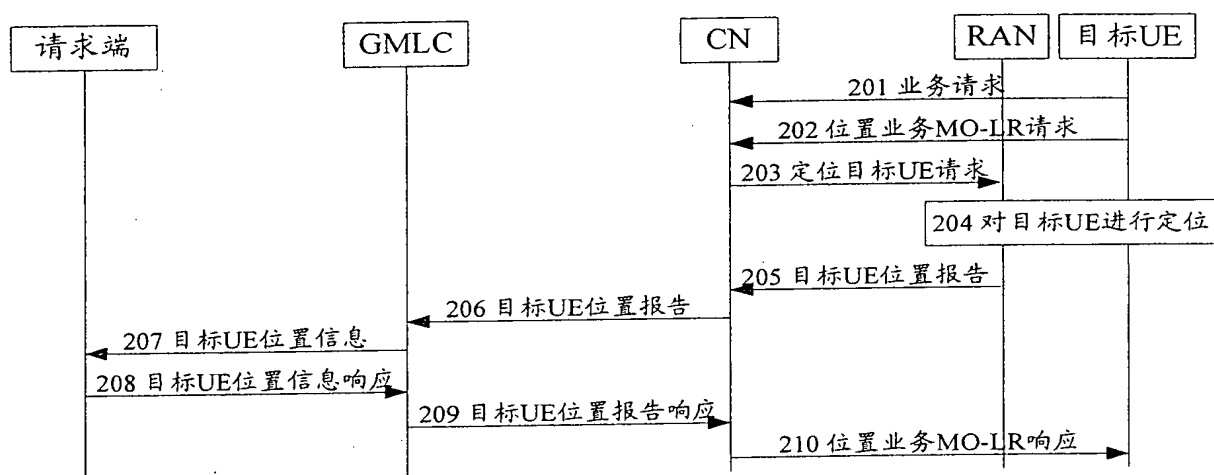 请求端
GMLC
CN
RAN
目标UE
201 业务请求
202 位置业务MO-LR请求
203 定位目标UE请求
204 对目标UE进行定位
205 目标UE位置报告
206 目标UE位置报告
207 目标UE位置信息
208 目标UE位置信息响应
209 目标UE位置报告响应
210 位置业务MO-LR响应